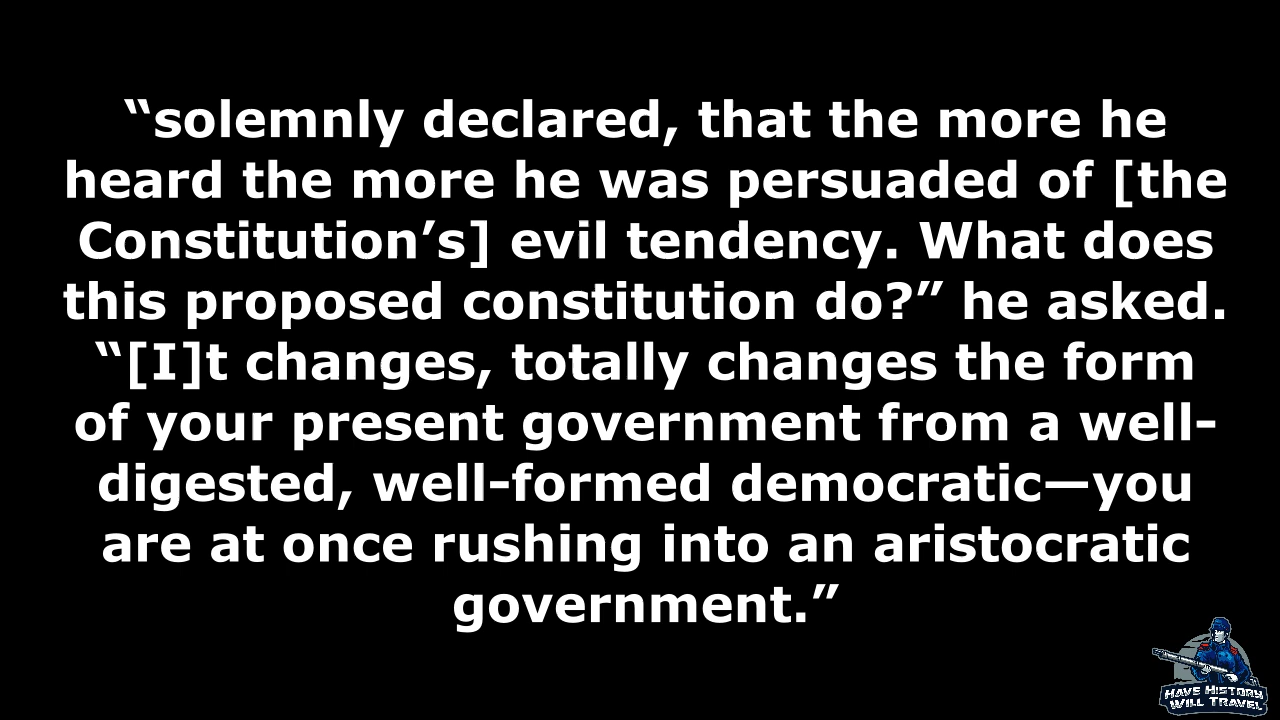 “solemnly declared, that the more he
heard the more he was persuaded of [the
Constitution’s] evil tendency. What does
this proposed constitution do?” he asked.
“[I]t changes, totally changes the form
of your present government from a well-
digested, well-formed democratic—you
are at once rushing into an aristocratic
government.”
HAVE HISTORY
WILL TRAVEL